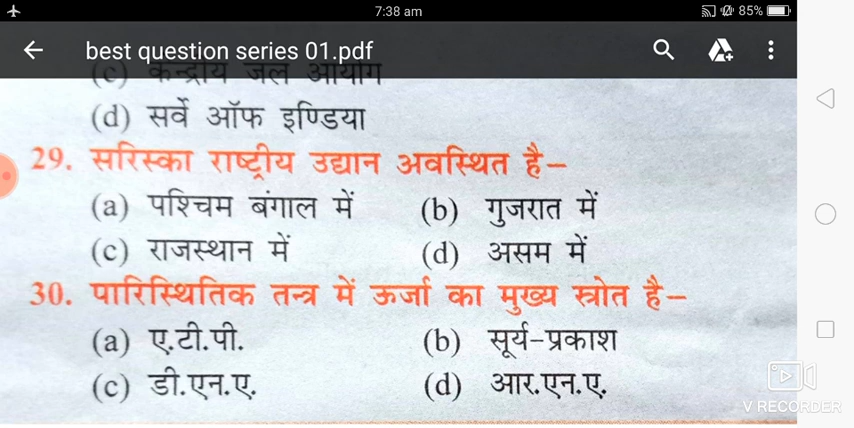 7:38 am
85%
best question series 01.pdf
(c) केन्द्रीय जल आयोग
(d) सर्वे ऑफ इण्डिया
29. सरिस्का राष्ट्रीय उद्यान अवस्थित है–
(a) पश्चिम बंगाल में (b) गुजरात में
(c) राजस्थान में (d) असम में
30. पारिस्थितिक तन्त्र में ऊर्जा का मुख्य स्त्रोत है–
(a) ए.टी.पी. (b) सूर्य-प्रकाश
(c) डी.एन.ए. (d) आर.एन.ए.
V RECORDER